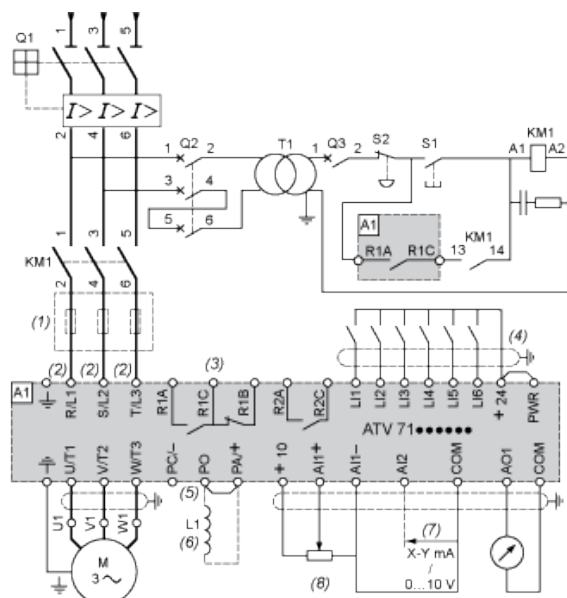 Q1
1 3 5
I> I> I>
2 4 6
Q2
1 2
3 4
5 6
T1
1 Q3 2
S2
S1
KM1
A1 A2
A1
R1A R1C 13 KM1 14
KM1
1 3 5
2 4 6
(1)
(2) (2) (2)
(3)
(4)
A1
R/L1 S/L2 T/L3 R1A R1C R1B R2A R2C LI1 LI2 LI3 LI4 LI5 LI6 + 24 PWR
ATV 71●●●●●●
U/T1 V/T2 W/T3 PC/- PO PA/+ + 10 AI1+ AI1- AI2 COM AO1 COM
U1 V1 W1
M
3 ~
(5)
L1
(6)
(7)
X-Y mA
/
0...10 V
(8)